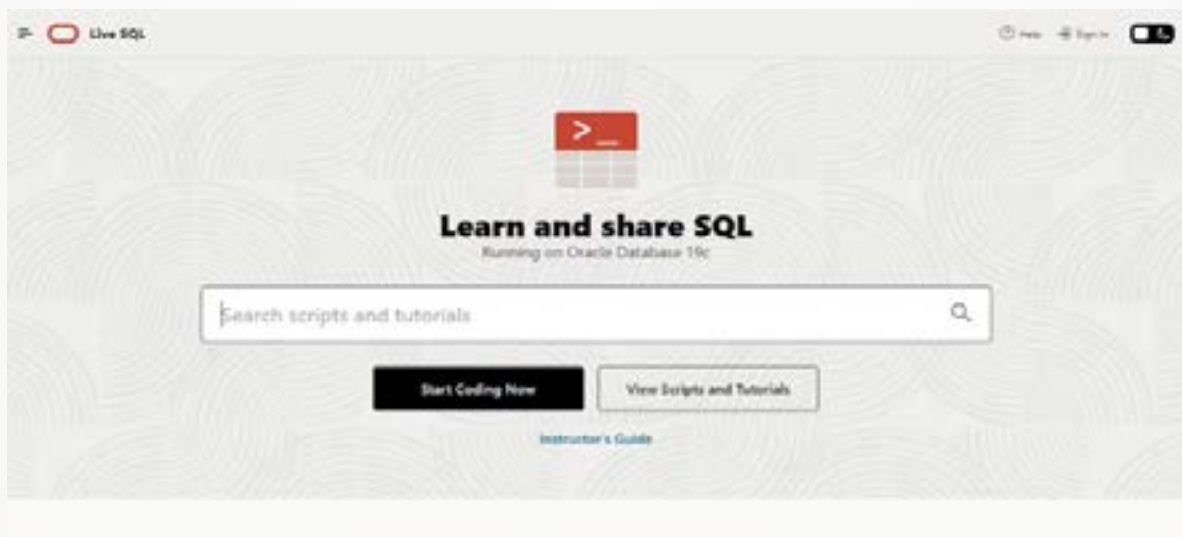 Live SQL
Help Sign In
>_
Learn and share SQL
Running on Oracle Database 19c
Search scripts and tutorials
Start Coding Now
View Scripts and Tutorials
Instructor's Guide